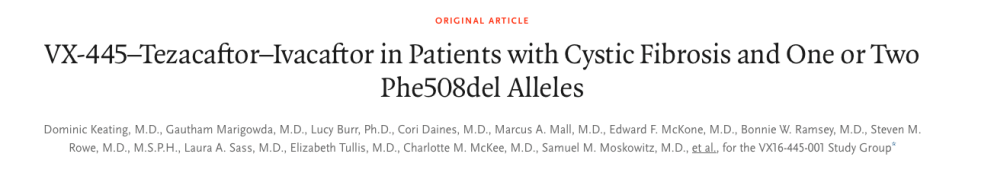 ORIGINAL ARTICLE
VX-445–Tezacaftor–Ivacaftor in Patients with Cystic Fibrosis and One or Two
Phe508del Alleles
Dominic Keating, M.D., Gautham Marigowda, M.D., Lucy Burr, Ph.D., Cori Daines, M.D., Marcus A. Mall, M.D., Edward F. McKone, M.D., Bonnie W. Ramsey, M.D., Steven M.
Rowe, M.D., M.S.P.H., Laura A. Sass, M.D., Elizabeth Tullis, M.D., Charlotte M. McKee, M.D., Samuel M. Moskowitz, M.D., et al., for the VX16-445-001 Study Group*